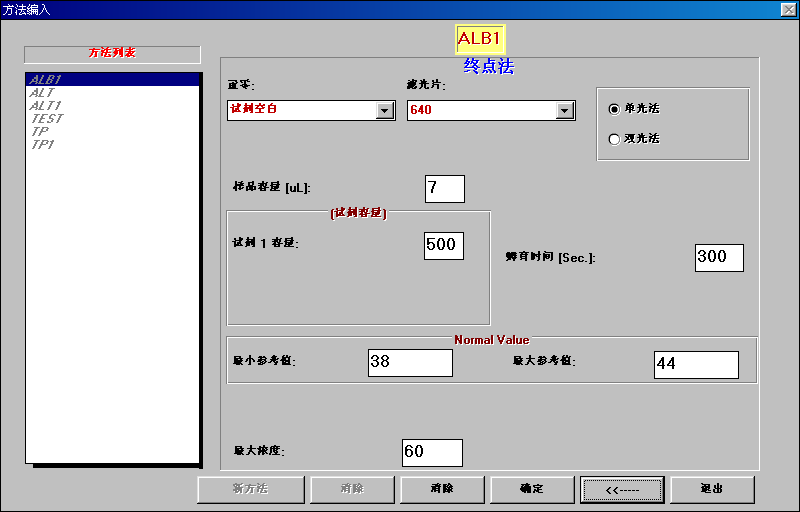 方法编入
ALB1
方法列表
终点法
ALB1
ALT
ALT1
TEST
TP
TP1
调零:
滤光片:
试剂空白
640
单光法
双光法
样品容量 [uL]:
7
(试剂容量)
试剂 1 容量:
500
孵育时间 [Sec.]:
300
Normal Value
最小参考值:
38
最大参考值:
44
最大浓度:
60
新方法
消除
消除
确定
<<-----
退出